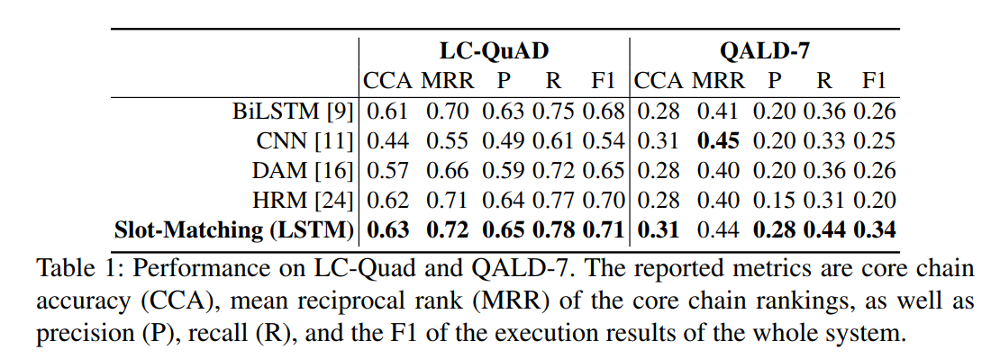 LC-QuAD QALD-7
CCA MRR P R F1 CCA MRR P R F1
BiLSTM [9] 0.61 0.70 0.63 0.75 0.68 0.28 0.41 0.20 0.36 0.26
CNN [11] 0.44 0.55 0.49 0.61 0.54 0.31 0.45 0.20 0.33 0.25
DAM [16] 0.57 0.66 0.59 0.72 0.65 0.28 0.40 0.20 0.36 0.26
HRM [24] 0.62 0.71 0.64 0.77 0.70 0.28 0.40 0.15 0.31 0.20
Slot-Matching (LSTM) 0.63 0.72 0.65 0.78 0.71 0.31 0.44 0.28 0.44 0.34
Table 1: Performance on LC-Quad and QALD-7. The reported metrics are core chain
accuracy (CCA), mean reciprocal rank (MRR) of the core chain rankings, as well as
precision (P), recall (R), and the F1 of the execution results of the whole system.